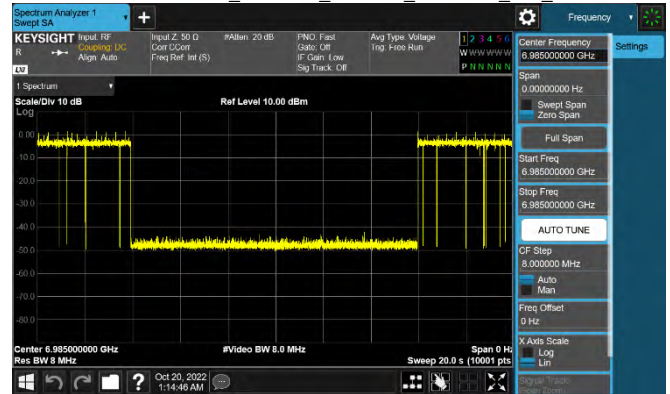 Spectrum Analyzer 1
Swept SA
+
Frequency
KEYSIGHT
R
LXI
Input: RF
Coupling: DC
Align: Auto
Input Z: 50 Ω
Corr CCorr
Freq Ref: Int (S)
#Atten: 20 dB
PNO: Fast
Gate: Off
IF Gain: Low
Sig Track: Off
Avg Type: Voltage
Trig: Free Run
1 2 3 4 5 6
W W W W W W
P N N N N N
Center Frequency
6.985000000 GHz
Settings
Span
0.00000000 Hz
Swept Span
Zero Span
Full Span
Start Freq
6.985000000 GHz
Stop Freq
6.985000000 GHz
AUTO TUNE
CF Step
8.000000 MHz
Auto
Man
Freq Offset
0 Hz
X Axis Scale
Log
Lin
Signal Track
1 Spectrum
Scale/Div 10 dB
Ref Level 10.00 dBm
Log
0.00
-10.0
-20.0
-30.0
-40.0
-50.0
-60.0
-70.0
-80.0
Center 6.985000000 GHz
#Video BW 8.0 MHz
Span 0 Hz
Res BW 8 MHz
Sweep 20.0 s (10001 pts
?
Oct 20, 2022
1:14:46 AM